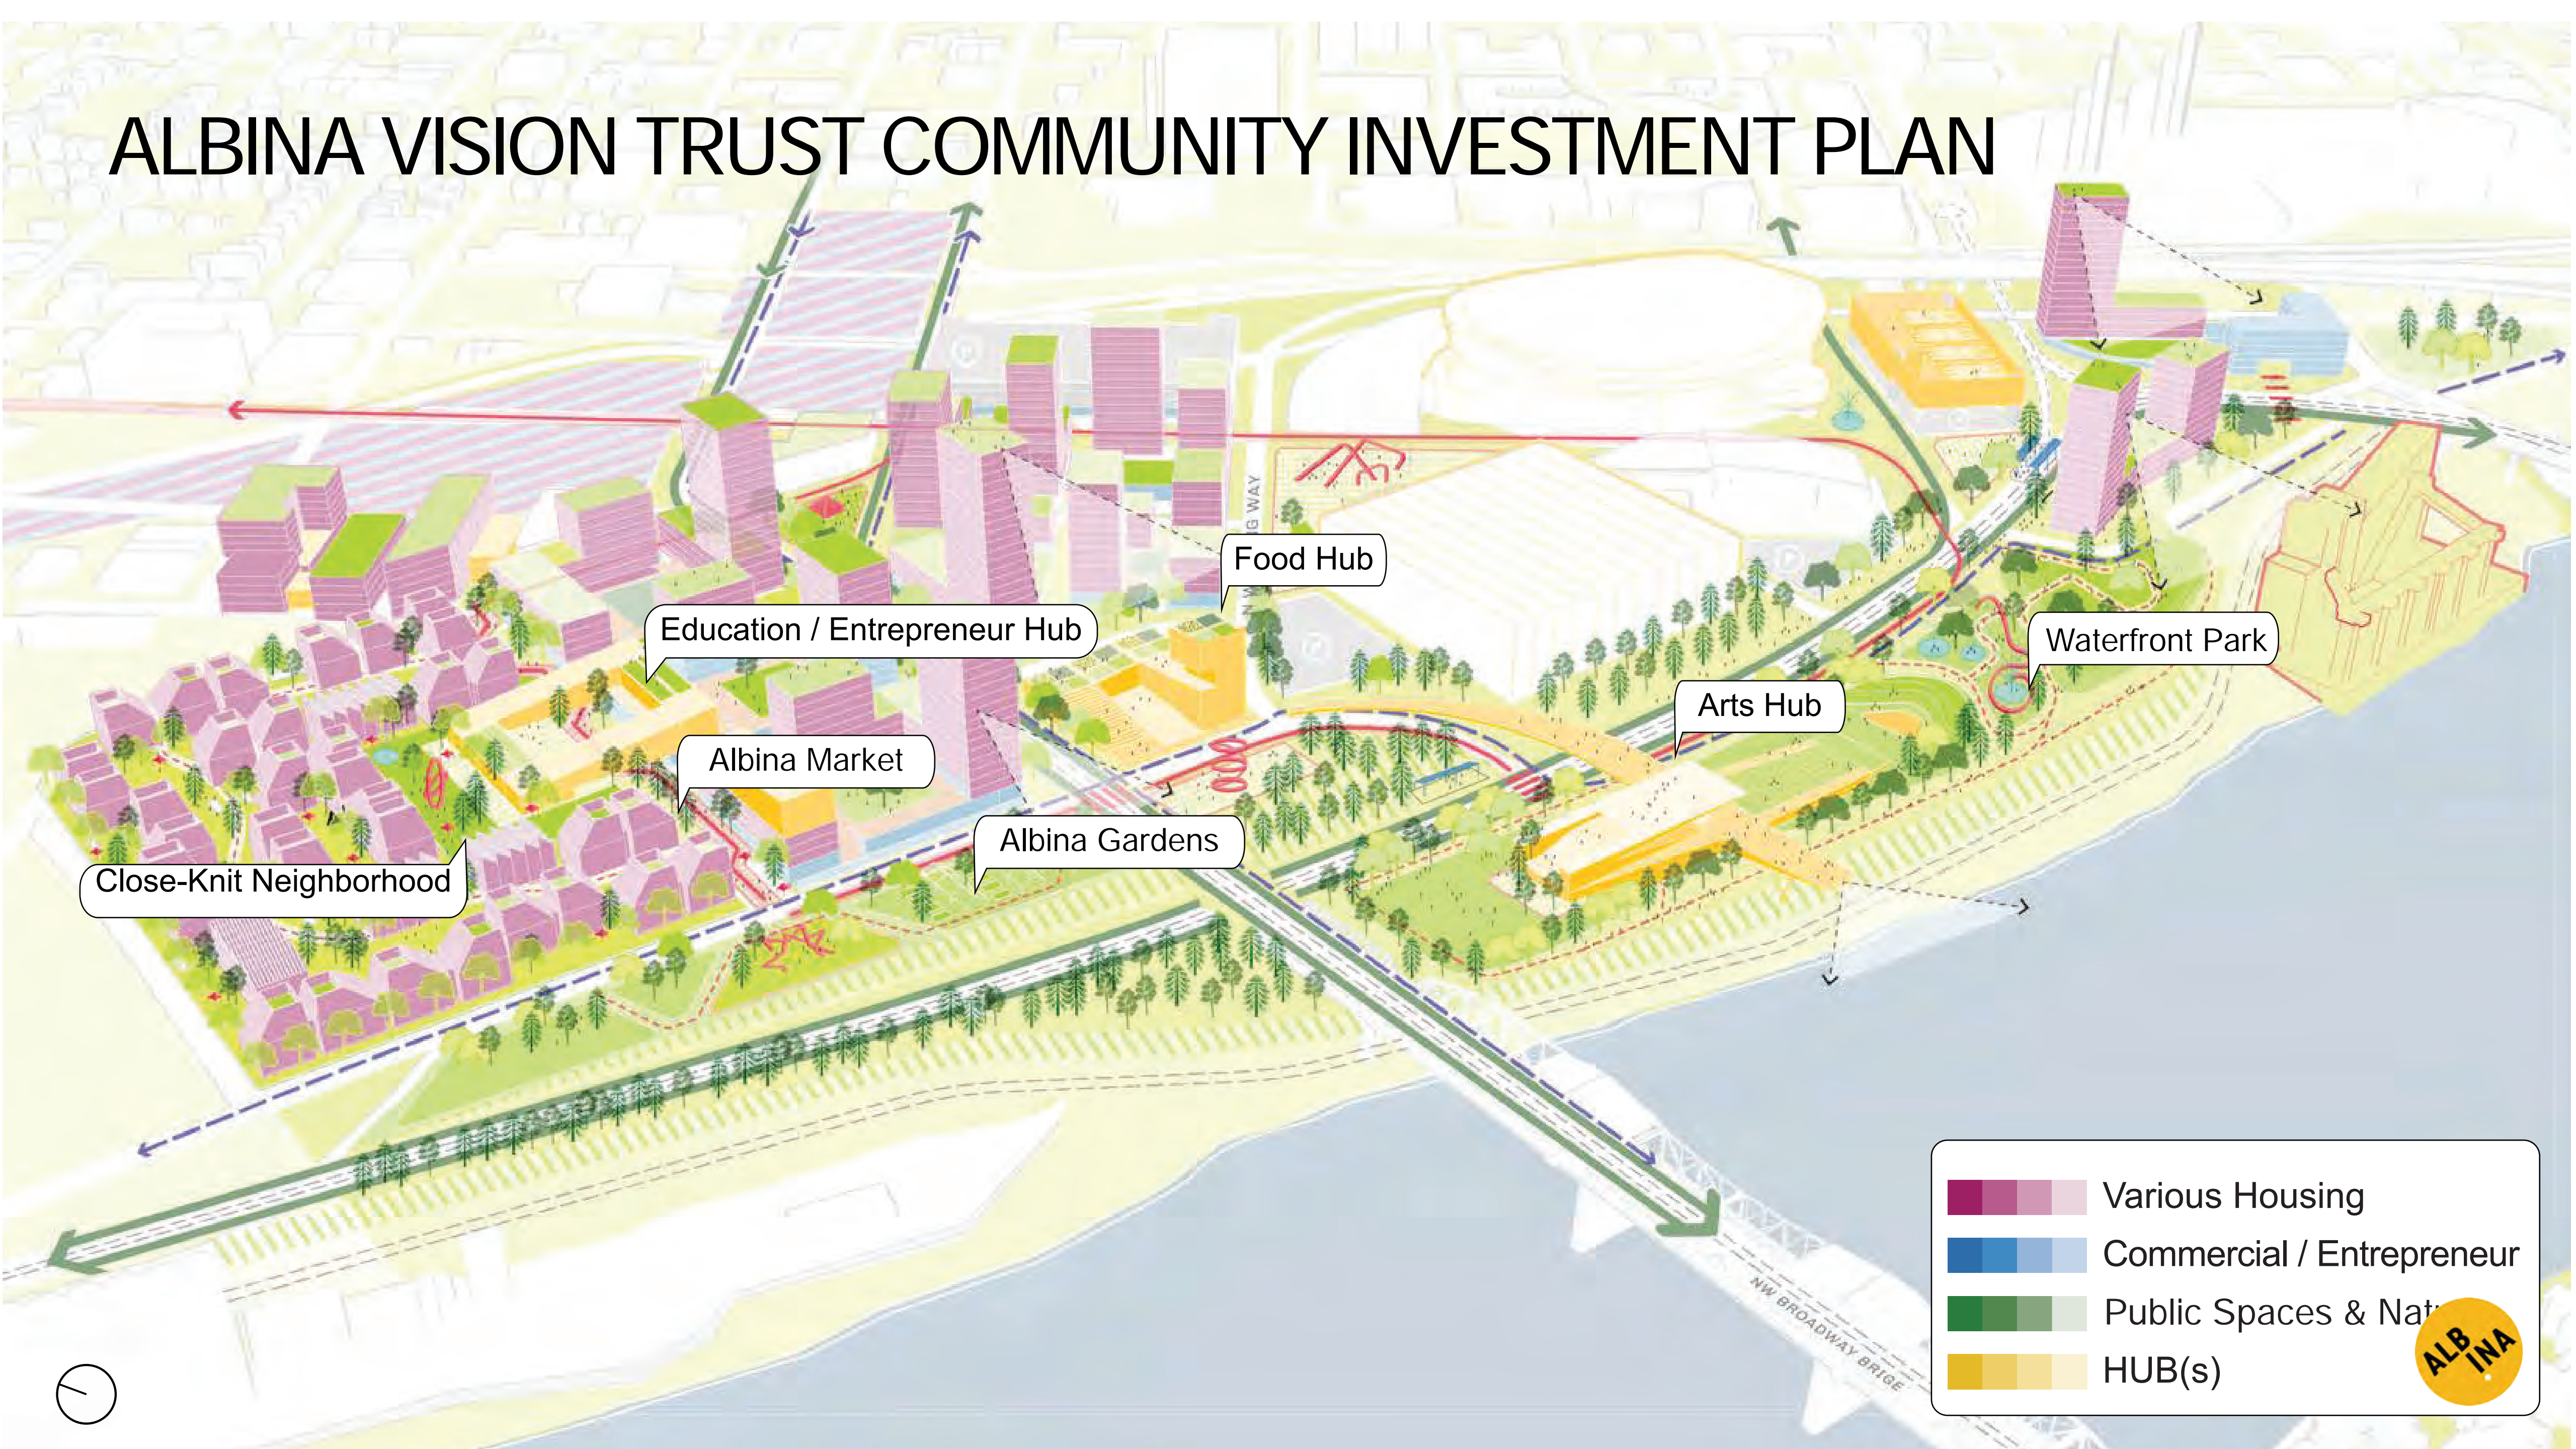 ALBINA VISION TRUST COMMUNITY INVESTMENT PLAN
Food Hub
Education / Entrepreneur Hub
Waterfront Park
Arts Hub
Albina Market
Albina Gardens
Close-Knit Neighborhood
WAY
NW BROADWAY BRIGE
Various Housing
Commercial / Entrepreneur
Public Spaces &
HUB(s)
ALB
INA